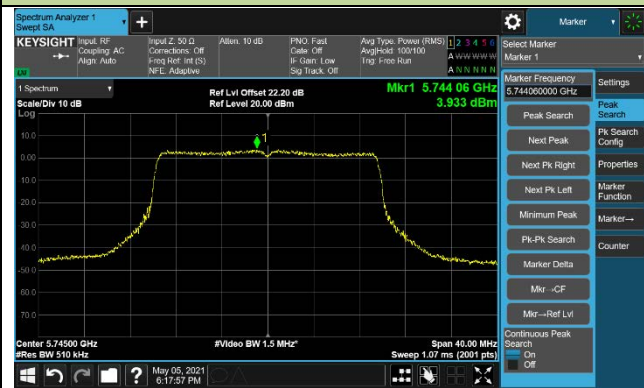 Spectrum Analyzer 1
Swept SA
+
Marker
KEYSIGHT
Input: RF
Coupling: AC
Align: Auto
Input Z: 50 Ω
Corrections: Off
Freq Ref: Int (S)
NFE: Adaptive
Atten: 10 dB
PNO: Fast
Gate: Off
IF Gain: Low
Sig Track: Off
Avg Type: Power (RMS)
Avg|Hold: 100/100
Trig: Free Run
1 2 3 4 5 6
A W W W W W
A N N N N N
Select Marker
Marker 1
1 Spectrum
Scale/Div 10 dB
Log
Ref Lvl Offset 22.20 dB
Ref Level 20.00 dBm
Mkr1 5.744 06 GHz
3.933 dBm
10.0
0.00
10.0
20.0
30.0
40.0
-50.0
-60.0
70.0
1
Center 5.74500 GHz
#Res BW 510 kHz
#Video BW 1.5 MHz*
Span 40.00 MHz
Sweep 1.07 ms (2001 pts)
Marker Frequency
5.744060000 GHz
Peak Search
Next Peak
Next Pk Right
Next Pk Left
Minimum Peak
Pk-Pk Search
Marker Delta
Mkr→CF
Mkr→Ref Lvl
Continuous Peak
Search
On
Off
Settings
Peak
Search
Pk Search
Config
Properties
Marker
Function
Marker→
Counter
?
May 05, 2021
6:17:57 PM